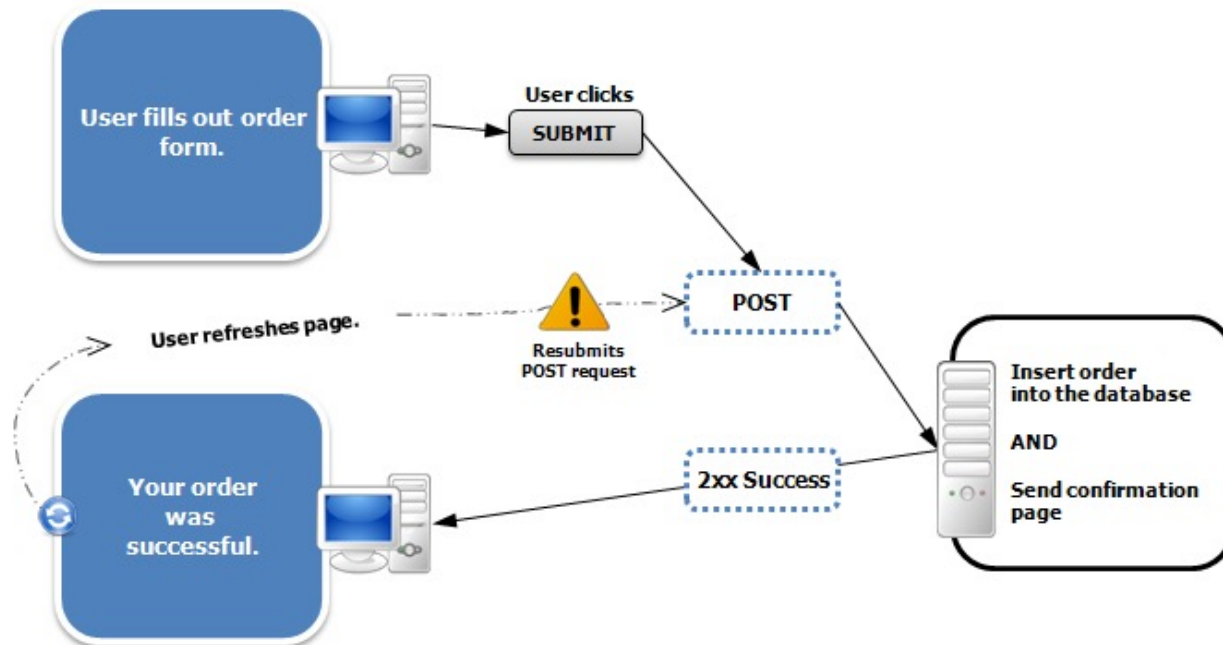 User fills out order
form.
User clicks
SUBMIT
POST
User refreshes page.
Resubmits
POST request
Insert order
into the database
AND
Send confirmation
page
2xx Success
Your order
was
successful.